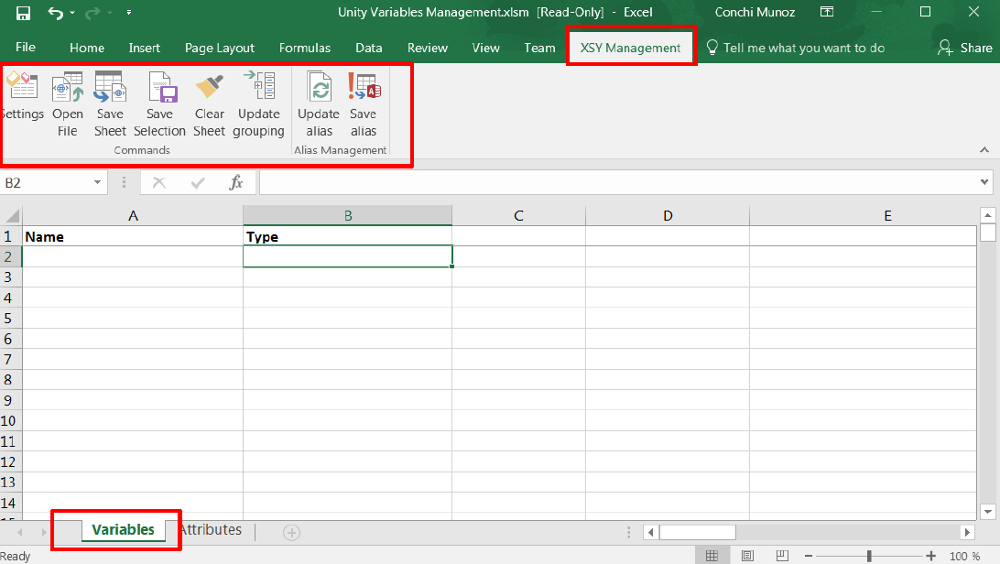 Unity Variables Management.xlsm [Read-Only] - Excel Conchi Munoz
File Home Insert Page Layout Formulas Data Review View Team XSY Management Tell me what you want to do Share
Settings Open File Save Sheet Save Selection Clear Sheet Update grouping Update alias Save alias
Commands Alias Management
B2 fx
A B C D E
1 Name Type
2
3
4
5
6
7
8
9
10
11
12
13
14
15
Variables Attributes
Ready 100 %